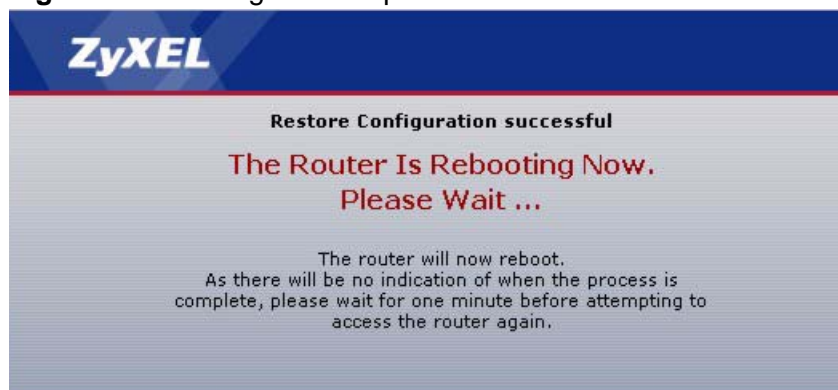 ZyXEL
Restore Configuration successful
The Router Is Rebooting Now.
Please Wait ...
The router will now reboot.
As there will be no indication of when the process is
complete, please wait for one minute before attempting to
access the router again.